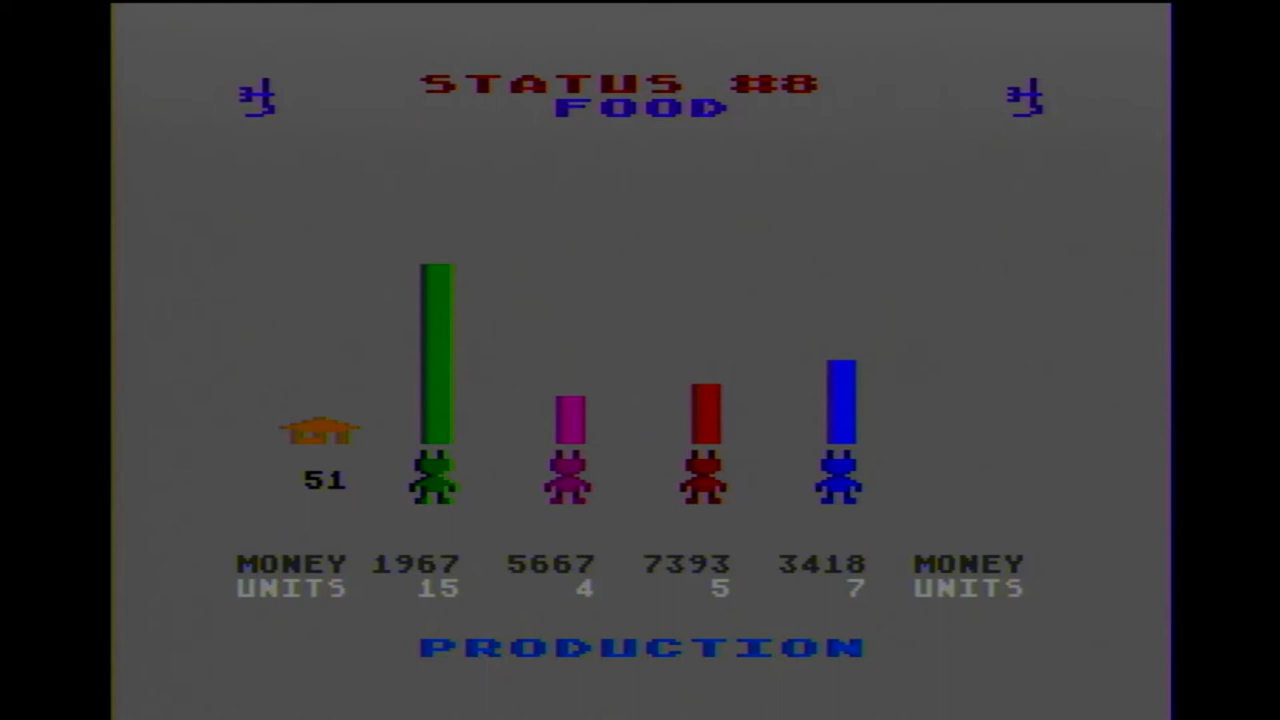 STATUS #8
FOOD
51
MONEY 1967 5667 7393 3418 MONEY
UNITS 15 4 5 7 UNITS
PRODUCTION